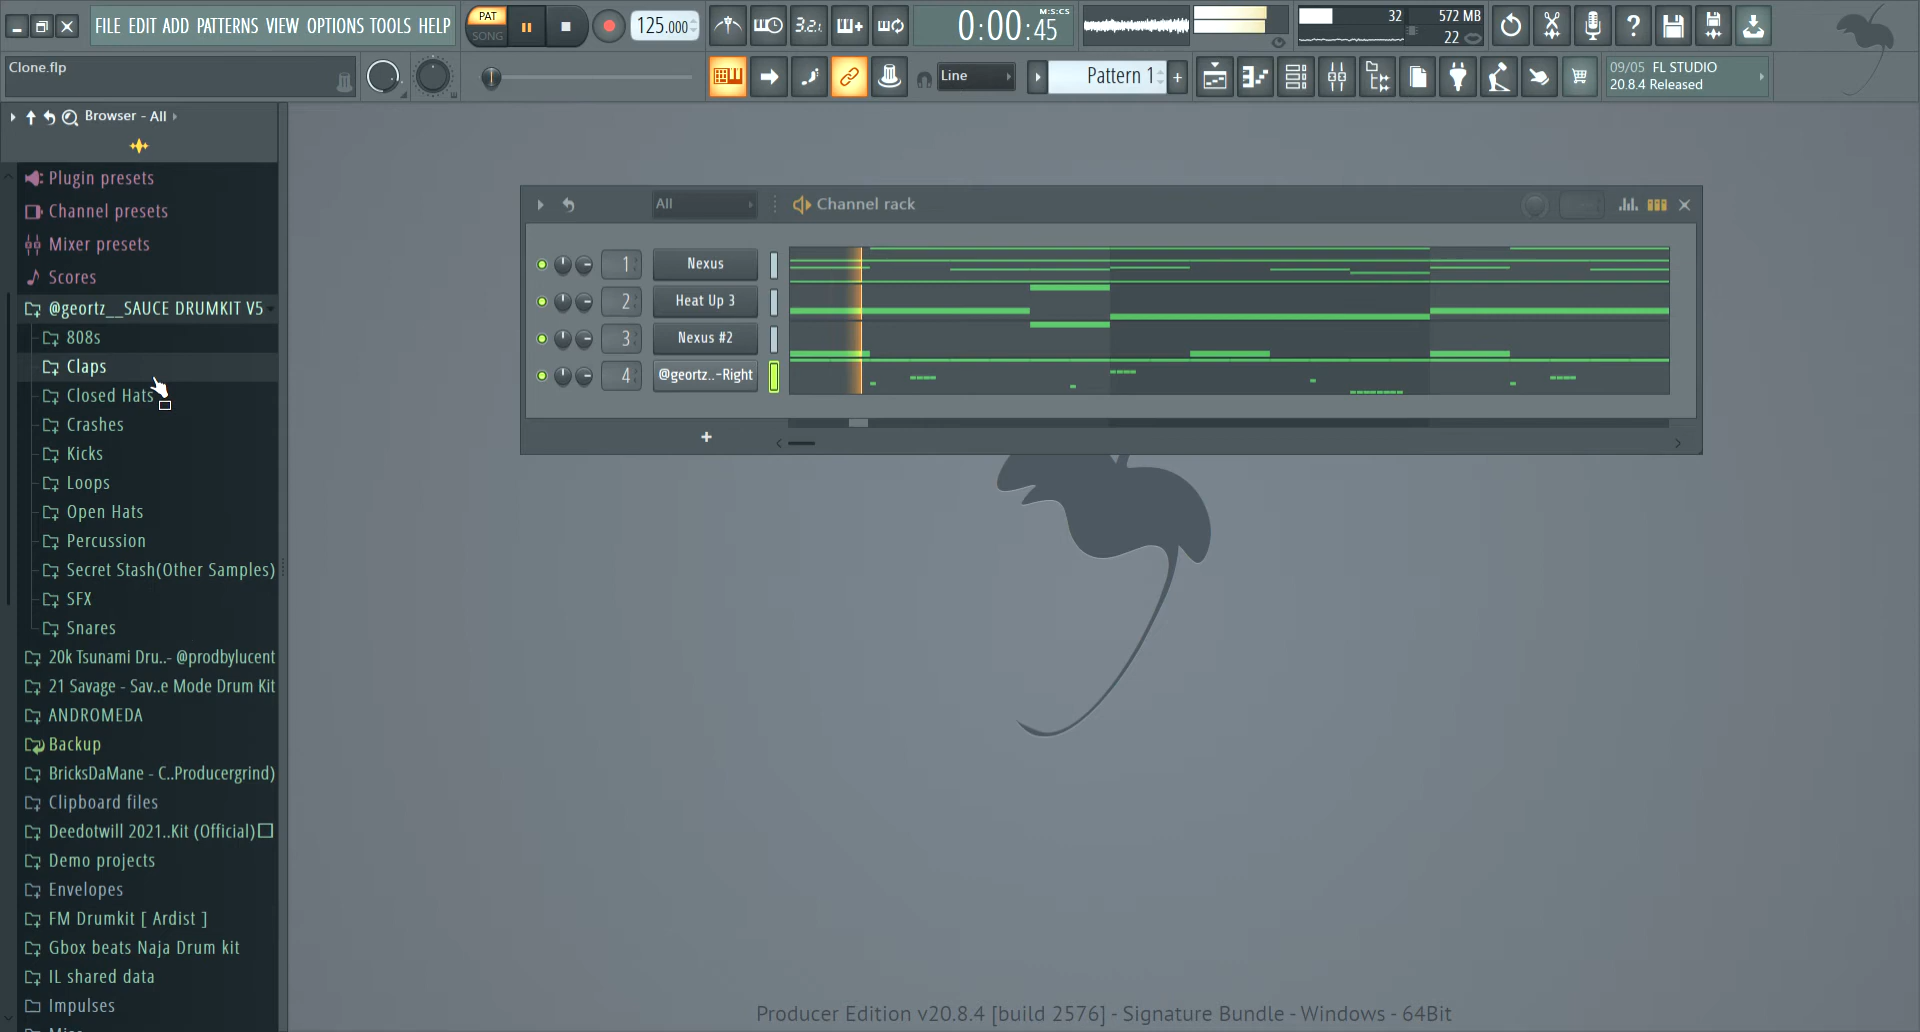 FILE EDIT ADD PATTERNS VIEW OPTIONS TOOLS HELP
PAT
SONG
125.000
3.2.
M:S:CS
0:00:45
32
572 MB
22
Clone.flp
Line
Pattern 1
+
09/05 FL STUDIO
20.8.4 Released
Browser - All
Plugin presets
Channel presets
Mixer presets
Scores
@geortz__SAUCE DRUMKIT V5
808s
Claps
Closed Hats
Crashes
Kicks
Loops
Open Hats
Percussion
Secret Stash(Other Samples)
SFX
Snares
20k Tsunami Dru..- @prodbylucent
21 Savage - Sav..e Mode Drum Kit
ANDROMEDA
Backup
BricksDaMane - C..Producergrind)
Clipboard files
Deedotwill 2021..Kit (Official)
Demo projects
Envelopes
FM Drumkit [ Ardist ]
Gbox beats Naja Drum kit
IL shared data
Impulses
All
Channel rack
1 Nexus
2 Heat Up 3
3 Nexus #2
4 @geortz..-Right
+
Producer Edition v20.8.4 [build 2576] - Signature Bundle - Windows - 64Bit